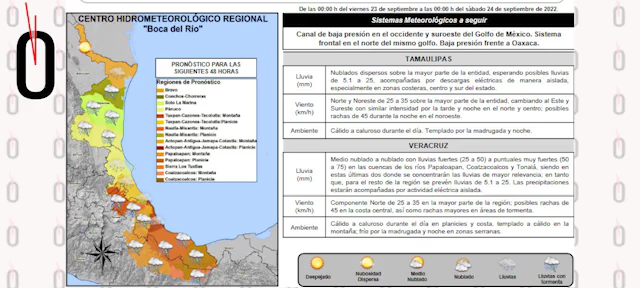 De las 00:00 h del viernes 23 de septiembre a las 00:00 h del sábado 24 de septiembre de 2022.
CENTRO HIDROMETEOROLÓGICO REGIONAL
"Boca del Río"
PRONÓSTICO PARA LAS
SIGUIENTES 48 HORAS
Regiones de Pronóstico
Bravo
Conchos-Chorreras
Soto La Marina
Pánuco
Tuxpan-Cazones-Tecolutla: Montaña
Tuxpan-Cazones-Tecolutla:Planicie
Nautla-Misantla: Montaña
Nautla-Misantla: Planicie
Actopan-Antigua-Jamapa-Cotaxtla: Montaña
Actopan-Antigua-Jamapa-Cotaxtla: Planicie
Papaloapan: Montaña
Papaloapan: Planicie
Sierra Los Tuxtlas
Coatzacoalcos: Montaña
Coatzacoalcos: Planicie
Sistemas Meteorológicos a seguir
Canal de baja presión en el occidente y suroeste del Golfo de México. Sistema
frontal en el norte del mismo golfo. Baja presión frente a Oaxaca.
TAMAULIPAS
Lluvia
(mm)
Nublados dispersos sobre la mayor parte de la entidad, esperando posibles lluvias
de 5.1 a 25, acompañadas por descargas eléctricas de manera aislada,
especialmente en zonas costeras, centro y sur del estado.
Viento
(km/h)
Norte y Noreste de 25 a 35 sobre la mayor parte de la entidad, cambiando al Este y
Sureste con similar intensidad por la tarde y noche en el norte y centro; posibles
rachas de 45 durante la noche en el noroeste.
Ambiente
Cálido a caluroso durante el día. Templado por la madrugada y noche.
VERACRUZ
Lluvia
(mm)
Medio nublado a nublado con lluvias fuertes (25 a 50) a puntuales muy fuertes (50
a 75) en las cuencas de los ríos Papaloapan, Coatzacoalcos y Tonalá, siendo en
estas últimas dos donde se concentrarán las lluvias de mayor relevancia, en tanto
que, para el resto de la región se prevén lluvias de 5.1 a 25. Las precipitaciones
estarán acompañadas por actividad eléctrica aislada.
Viento
(km/h)
Componente Norte de 25 a 35 en la mayor parte de la región; posibles rachas de
45 en la costa central, así como rachas mayores en áreas de tormenta.
Ambiente
Cálido a caluroso durante el día en planicies y costa, templado a cálido en la
montaña; frío por la madrugada y noche en zonas serranas.
Despejado
Nubosidad
Dispersa
Medio
Nublado
Nublado
Lluvias
Lluvias con
tormenta